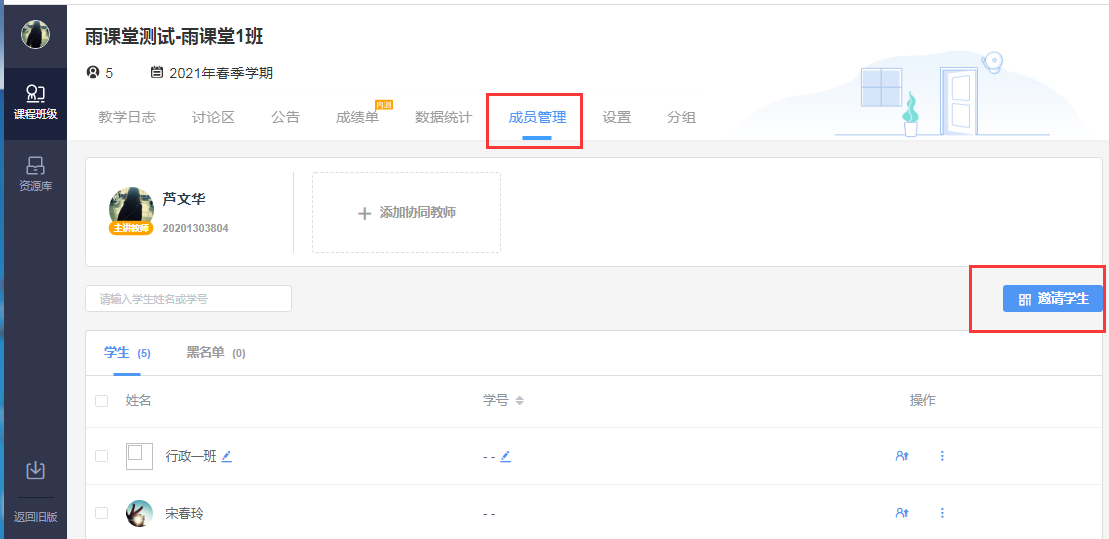 雨课堂测试-雨课堂1班
5 2021年春季学期
课程班级
资源库
返回旧版
教学日志 讨论区 公告 成绩单 内测 数据统计 成员管理 设置 分组
芦文华
主讲教师 20201303804
添加协同教师
请输入学生姓名或学号
邀请学生
学生 (5) 黑名单 (0)
姓名 学号 操作
行政一班 - -
宋春玲 - -